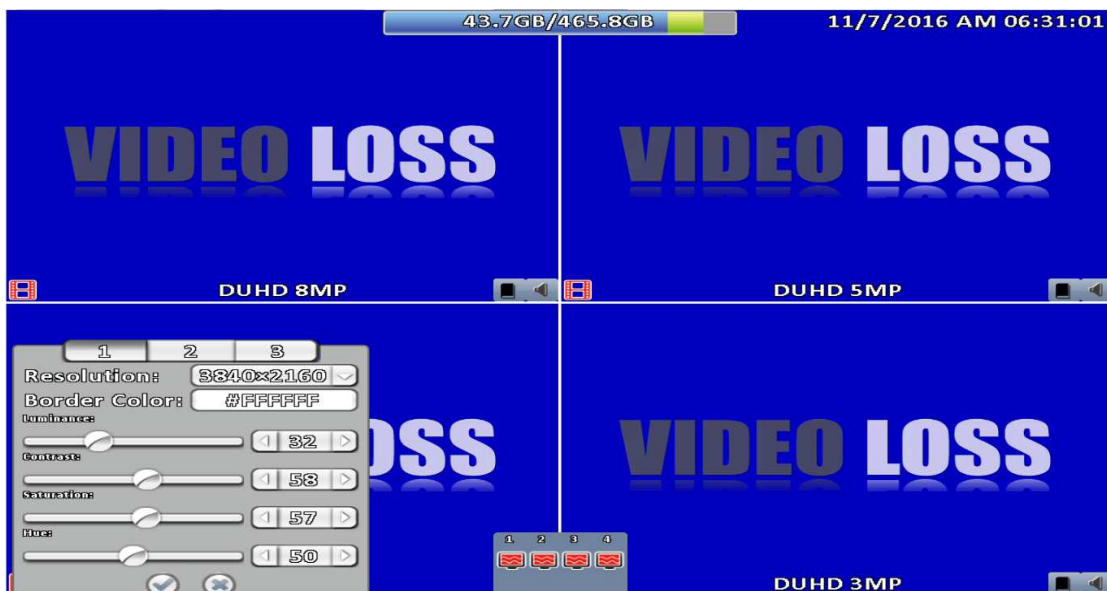 43.7GB/465.8GB
11/7/2016 AM 06:31:01
VIDEO LOSS
VIDEO LOSS
DUHD 8MP
DUHD 5MP
1 2 3
Resolution: 3840x2160
Border Color: #FFFFFF
Luminance:
32
Contrast:
58
Saturation:
57
Hue:
50
OSS
VIDEO LOSS
1 2 3 4
DUHD 3MP